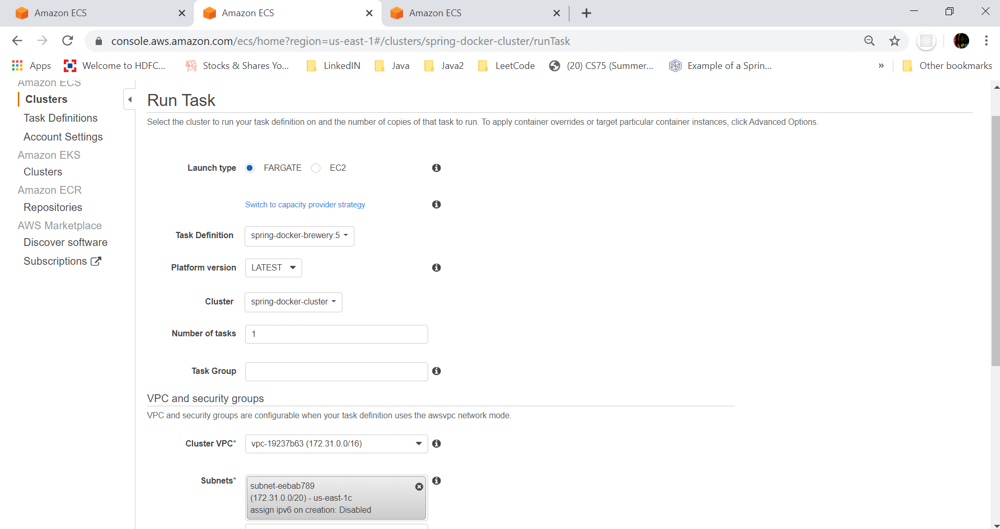 Amazon ECS
Amazon ECS
Amazon ECS
console.aws.amazon.com/ecs/home?region=us-east-1#/clusters/spring-docker-cluster/runTask
Apps
Welcome to HDFC...
Stocks & Shares Yo...
LinkedIN
Java
Java2
LeetCode
(20) CS75 (Summer...
Example of a Sprin...
»
Other bookmarks
Amazon ECS
Clusters
Task Definitions
Account Settings
Amazon EKS
Clusters
Amazon ECR
Repositories
AWS Marketplace
Discover software
Subscriptions
Run Task
Select the cluster to run your task definition on and the number of copies of that task to run. To apply container overrides or target particular container instances, click Advanced Options.
Launch type FARGATE EC2
Switch to capacity provider strategy
Task Definition spring-docker-brewery:5
Platform version LATEST
Cluster spring-docker-cluster
Number of tasks 1
Task Group
VPC and security groups
VPC and security groups are configurable when your task definition uses the awsvpc network mode.
Cluster VPC* vpc-19237b63 (172.31.0.0/16)
Subnets* subnet-eebab789
(172.31.0.0/20) - us-east-1c
assign ipv6 on creation: Disabled